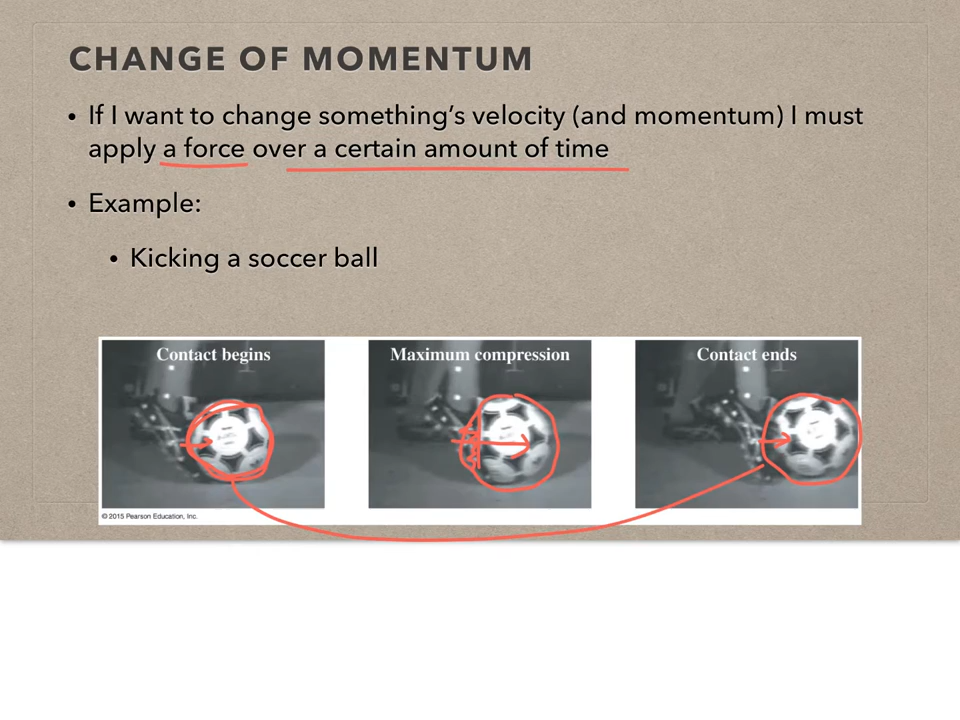 CHANGE OF MOMENTUM
• If I want to change something's velocity (and momentum) I must
apply a force over a certain amount of time
• Example:
• Kicking a soccer ball
Contact begins
Maximum compression
Contact ends
© 2015 Pearson Education, Inc.